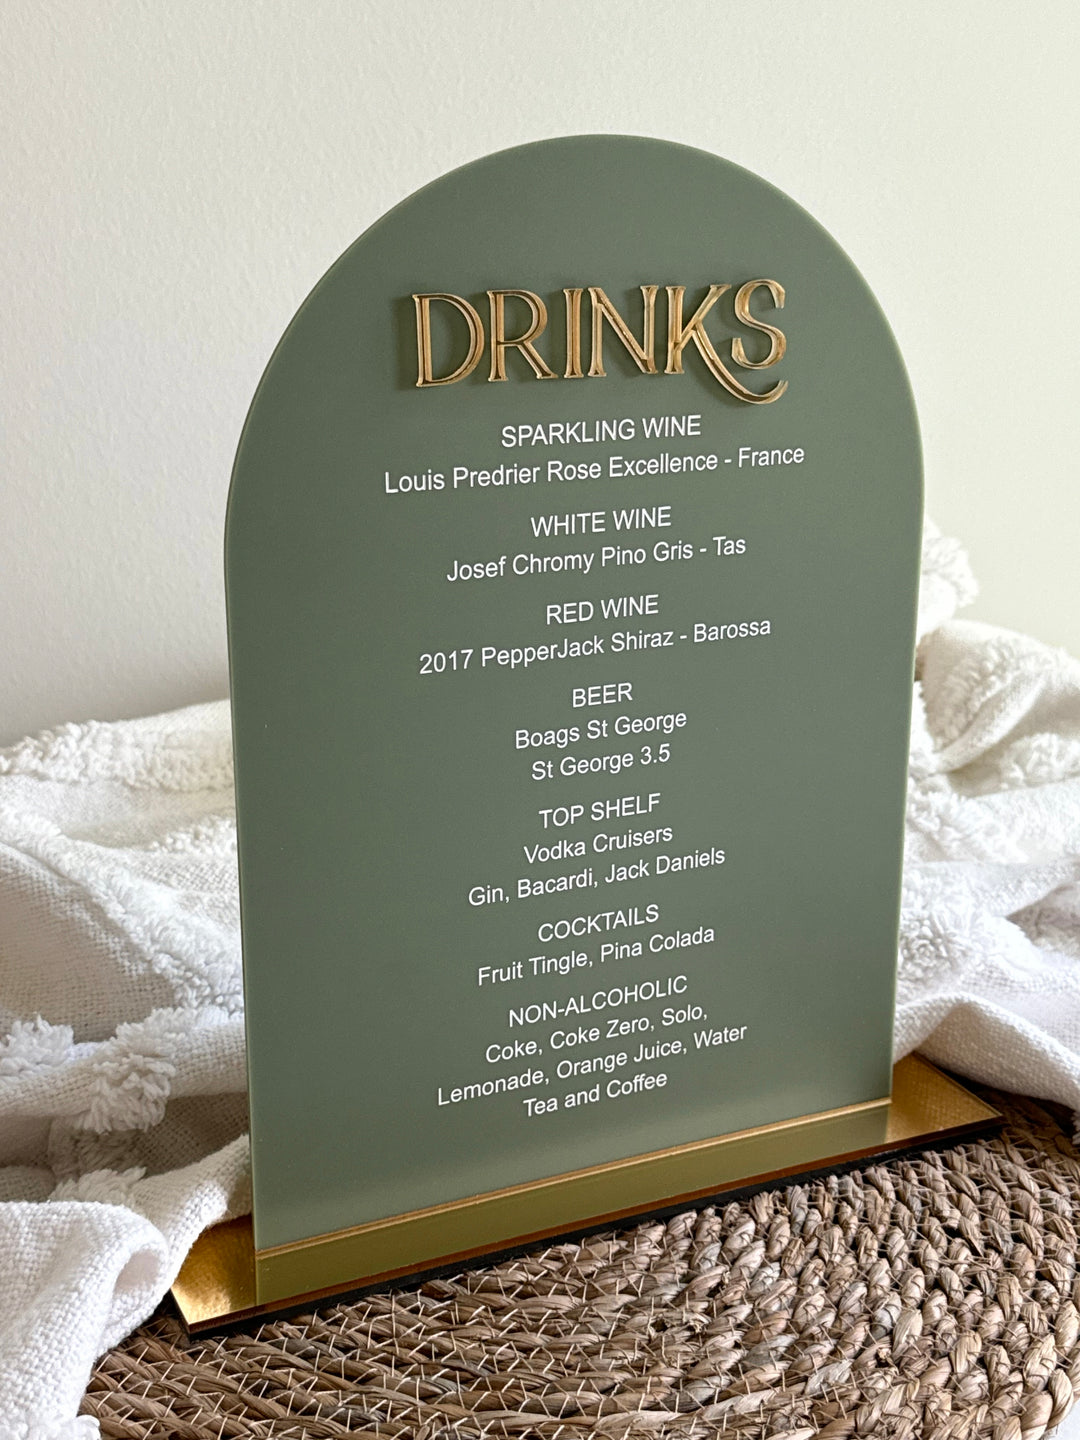 DRINKS
SPARKLING WINE
Louis Predrier Rose Excellence - France
WHITE WINE
Josef Chromy Pino Gris - Tas
RED WINE
2017 PepperJack Shiraz - Barossa
BEER
Boags St George
St George 3.5
TOP SHELF
Vodka Cruisers
Gin, Bacardi, Jack Daniels
COCKTAILS
Fruit Tingle, Pina Colada
NON-ALCOHOLIC
Coke, Coke Zero, Solo,
Lemonade, Orange Juice, Water
Tea and Coffee